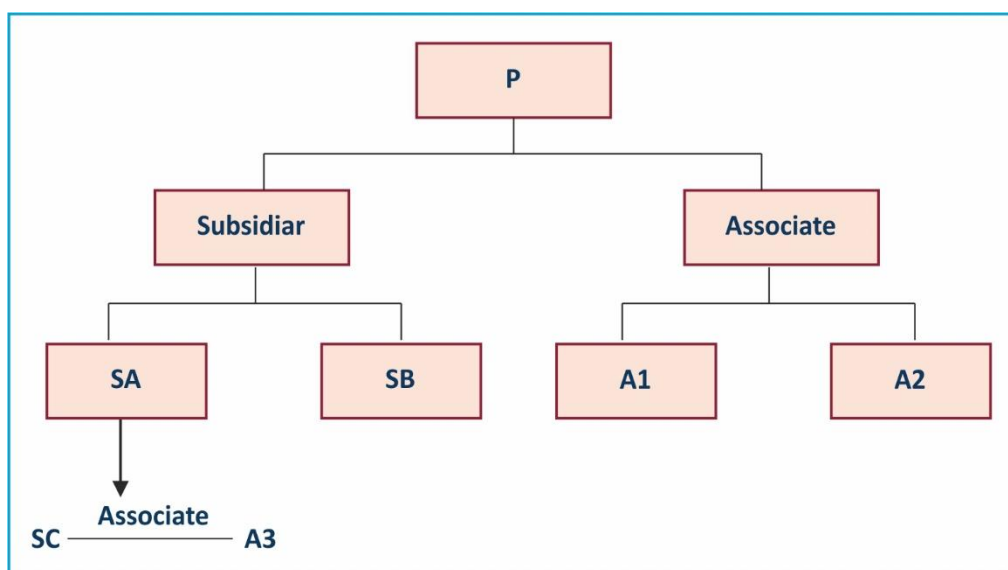 P
Subsidiar
Associate
SA
SB
A1
A2
Associate
SC
A3